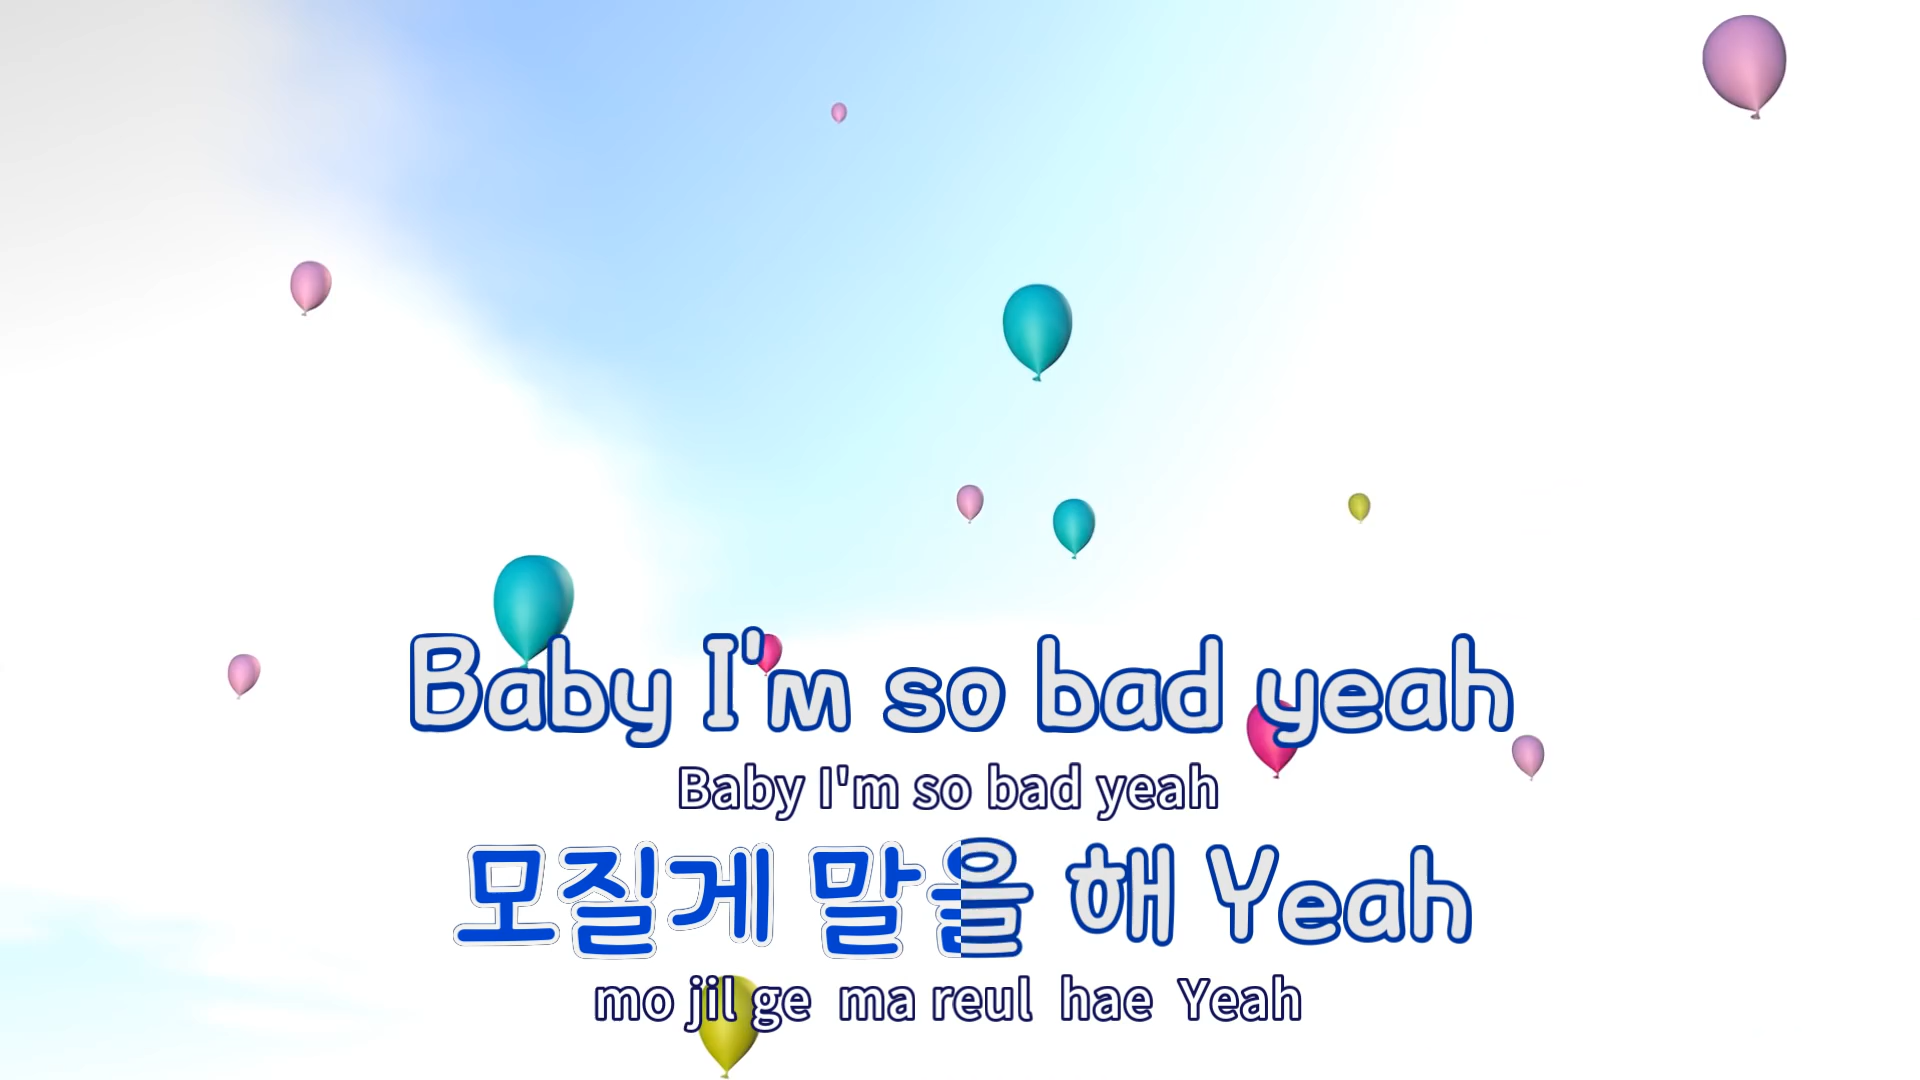 Baby I'm so bad yeah
Baby I'm so bad yeah
모질게 말을 해 Yeah
mo jil ge ma reul hae Yeah